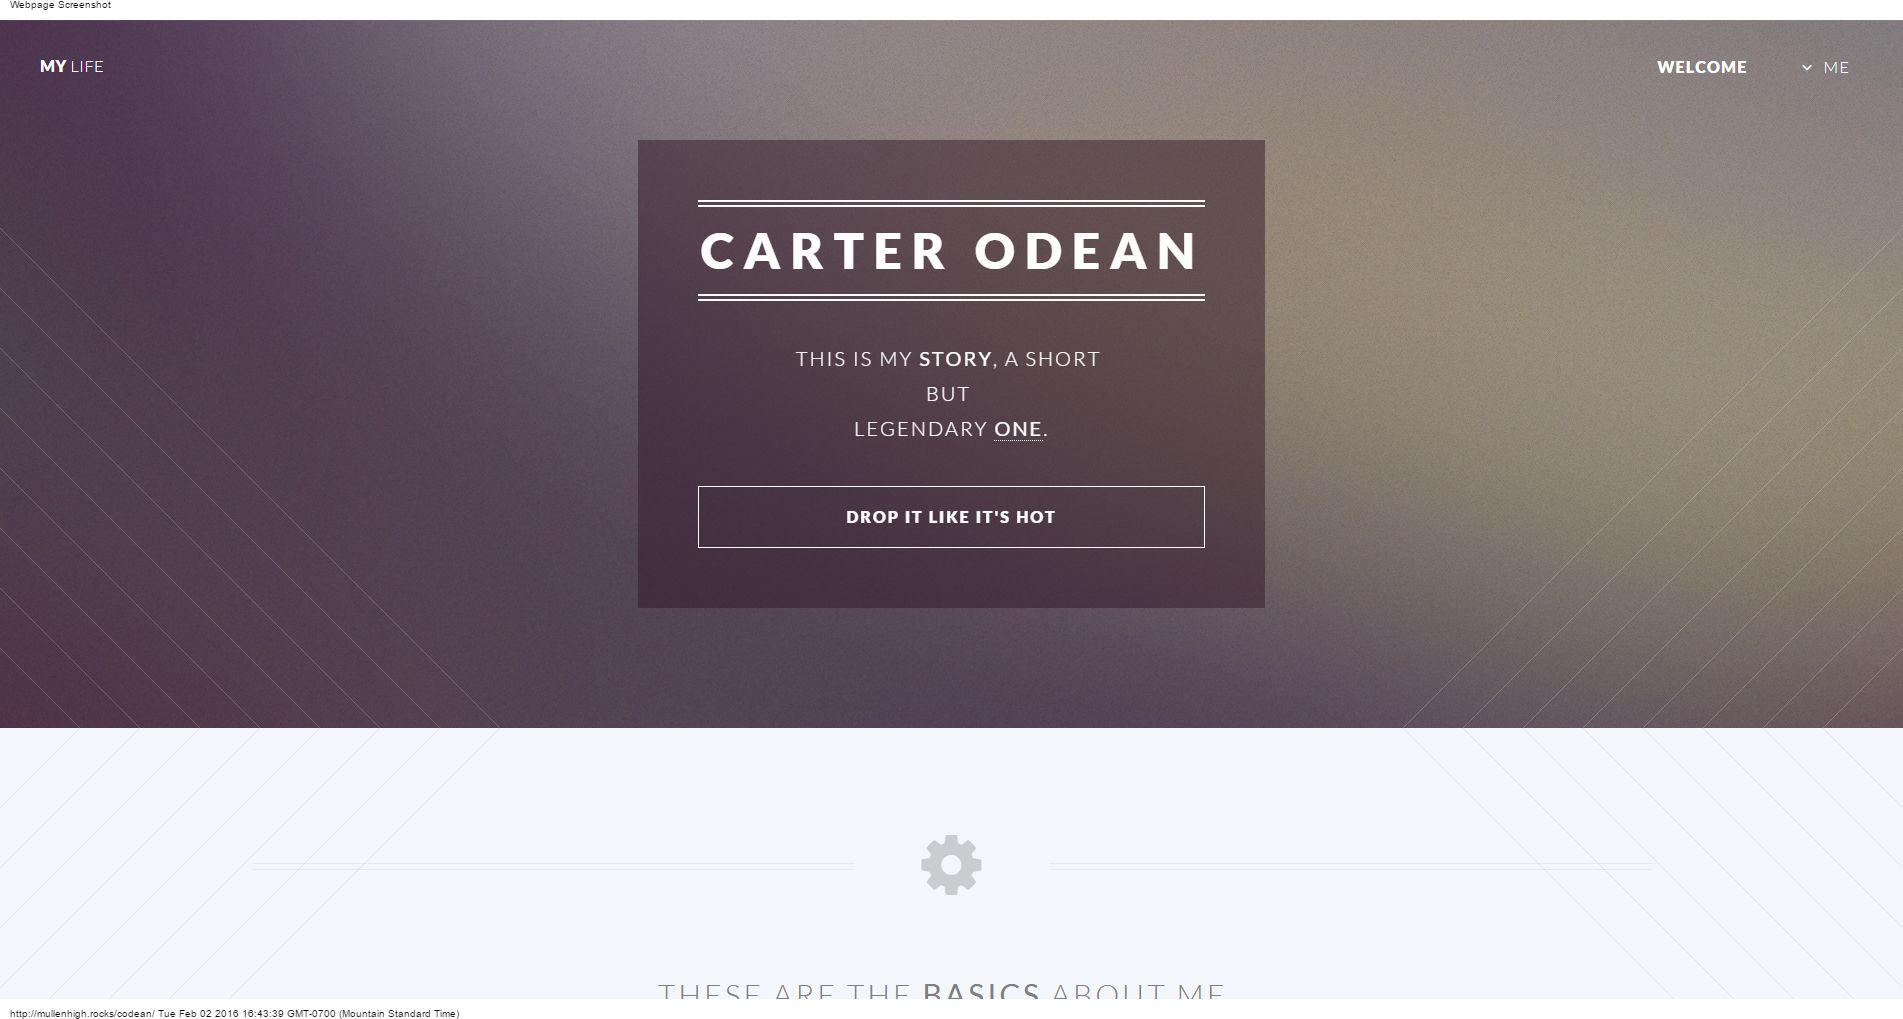 Webpage Screenshot
MY LIFE
WELCOME
ME
CARTER ODEAN
THIS IS MY STORY, A SHORT
BUT
LEGENDARY ONE.
DROP IT LIKE IT'S HOT
THESE ARE THE BASICS ABOUT ME
http://mullenhigh.rocks/codean/ Tue Feb 02 2016 16:43:39 GMT-0700 (Mountain Standard Time)